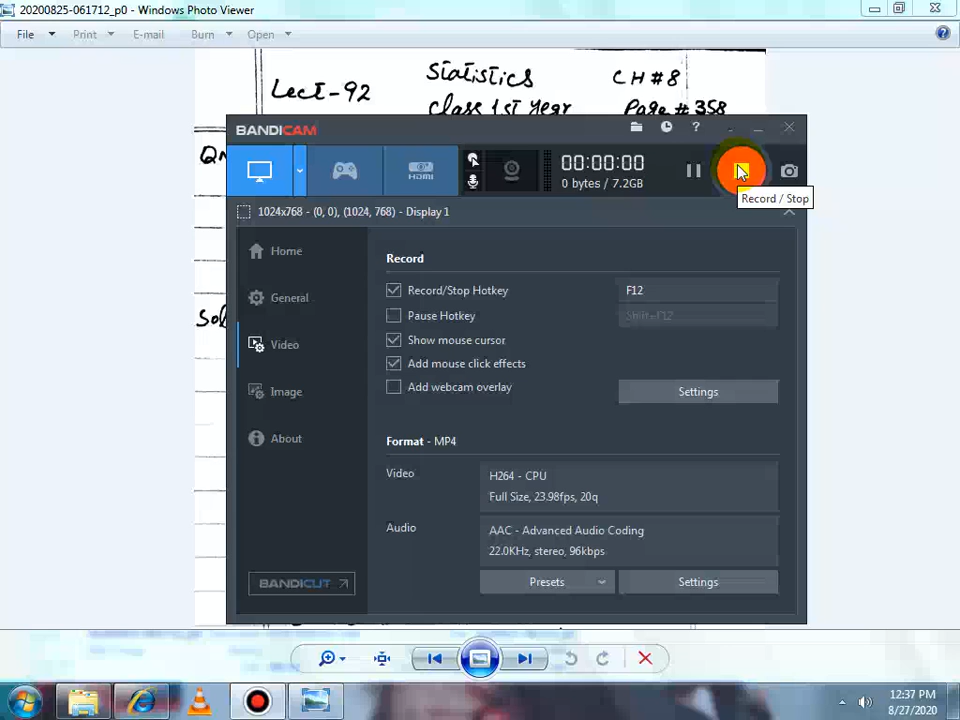 20200825-061712_p0 - Windows Photo Viewer
File Print E-mail Burn Open
Lect-92 Statistics CH#8
Class 1st year Page # 358
BANDICAM
00:00:00
0 bytes / 7.2GB
Record / Stop
1024x768 - (0, 0), (1024, 768) - Display 1
Home
General
Video
Image
About
BANDICUT
Record
Record/Stop Hotkey F12
Pause Hotkey Shift+F12
Show mouse cursor
Add mouse click effects
Add webcam overlay
Settings
Format - MP4
Video
H264 - CPU
Full Size, 23.98fps, 20q
Audio
AAC - Advanced Audio Coding
22.0KHz, stereo, 96kbps
Presets Settings
12:37 PM
8/27/2020